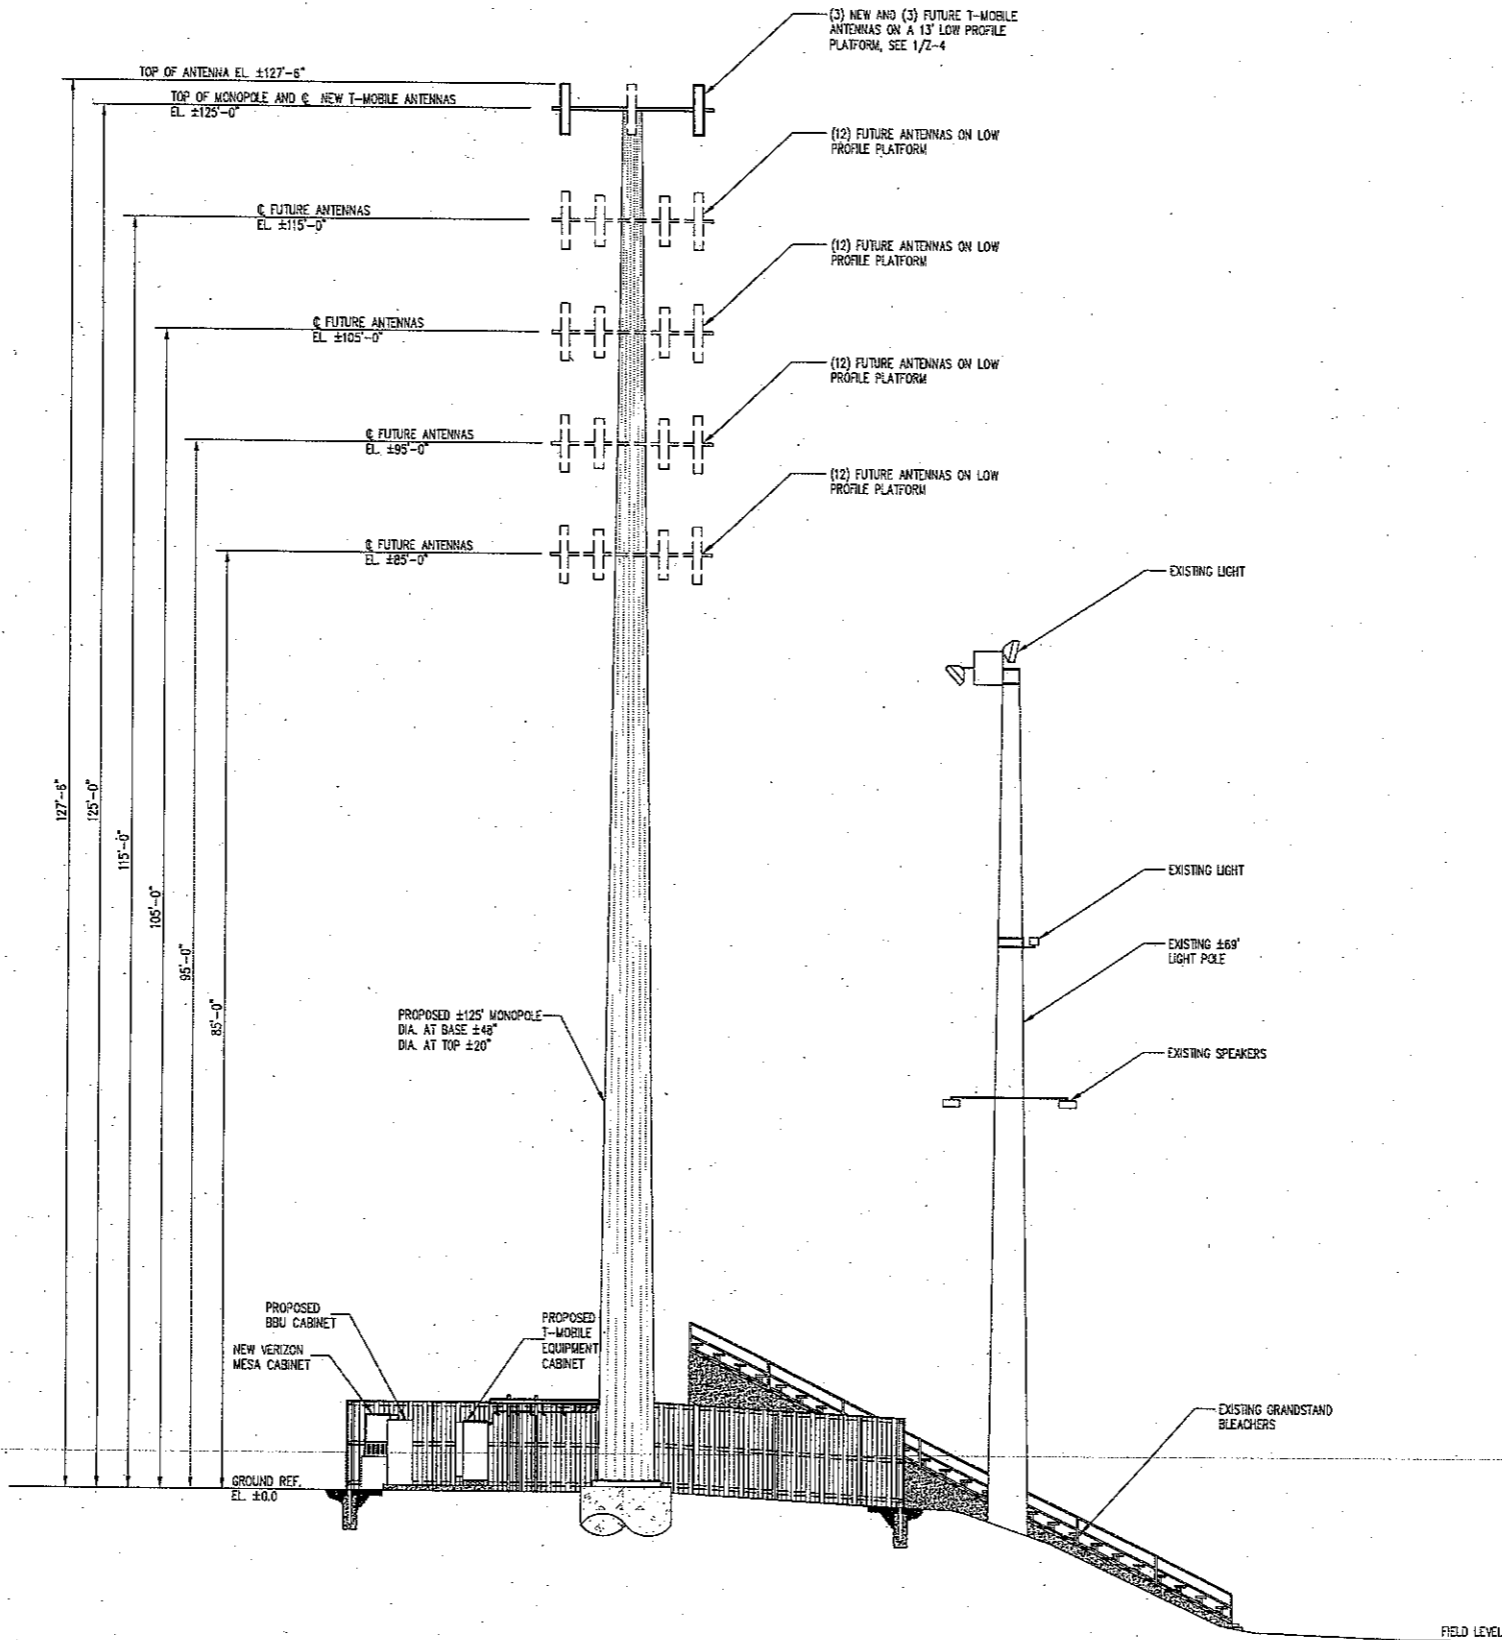 (3) NEW AND (3) FUTURE T-MOBILE
ANTENNAS ON A 13' LOW PROFILE
PLATFORM, SEE 1/Z-4
TOP OF ANTENNA EL. ±127'-6"
TOP OF MONOPOLE AND ℄ NEW T-MOBILE ANTENNAS
EL. ±125'-0"
(12) FUTURE ANTENNAS ON LOW
PROFILE PLATFORM
℄ FUTURE ANTENNAS
EL. ±115'-0"
(12) FUTURE ANTENNAS ON LOW
PROFILE PLATFORM
℄ FUTURE ANTENNAS
EL. ±105'-0"
(12) FUTURE ANTENNAS ON LOW
PROFILE PLATFORM
℄ FUTURE ANTENNAS
EL. ±95'-0"
(12) FUTURE ANTENNAS ON LOW
PROFILE PLATFORM
℄ FUTURE ANTENNAS
EL. ±85'-0"
EXISTING LIGHT
127'-6"
125'-0"
115'-0"
105'-0"
95'-0"
85'-0"
EXISTING LIGHT
EXISTING ±69'
LIGHT POLE
PROPOSED ±125' MONOPOLE
DIA. AT BASE ±48"
DIA. AT TOP ±20"
EXISTING SPEAKERS
PROPOSED
BBU CABINET
NEW VERIZON
MESA CABINET
PROPOSED
T-MOBILE
EQUIPMENT
CABINET
EXISTING GRANDSTAND
BLEACHERS
GROUND REF.
EL. ±0.0
FIELD LEVEL